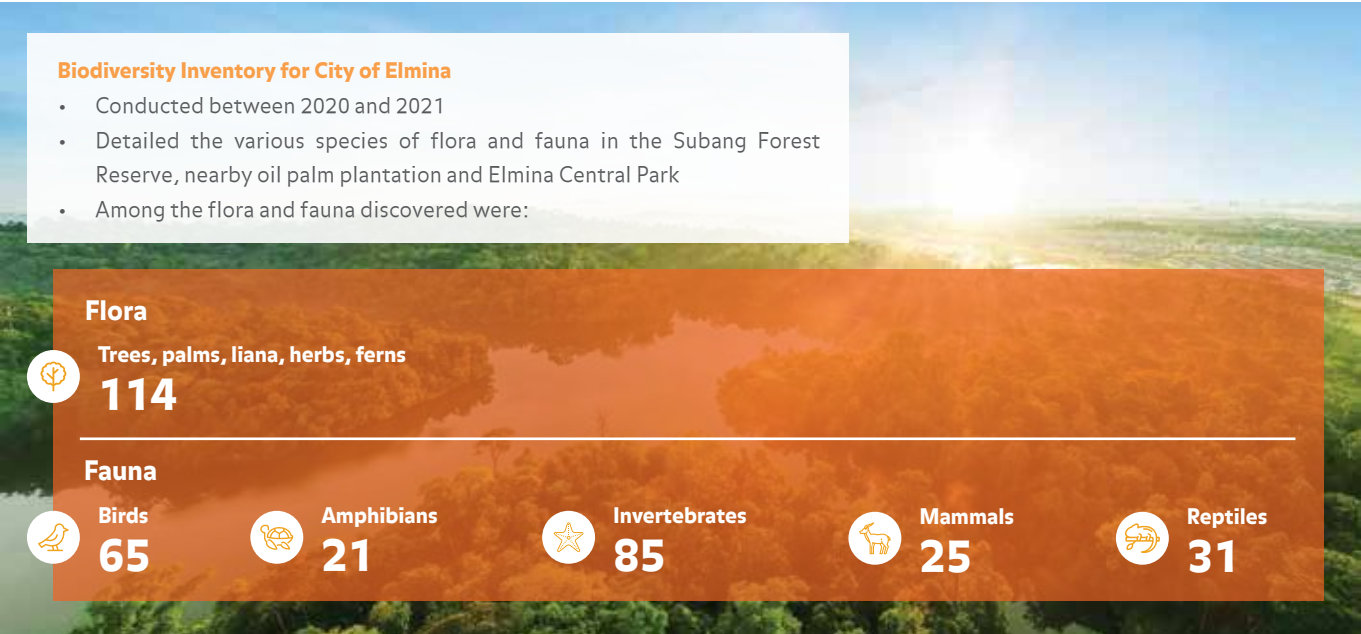 Biodiversity Inventory for City of Elmina
• Conducted between 2020 and 2021
• Detailed the various species of flora and fauna in the Subang Forest
Reserve, nearby oil palm plantation and Elmina Central Park
• Among the flora and fauna discovered were:
Flora
Trees, palms, liana, herbs, ferns
114
Fauna
Birds
65
Amphibians
21
Invertebrates
85
Mammals
25
Reptiles
31